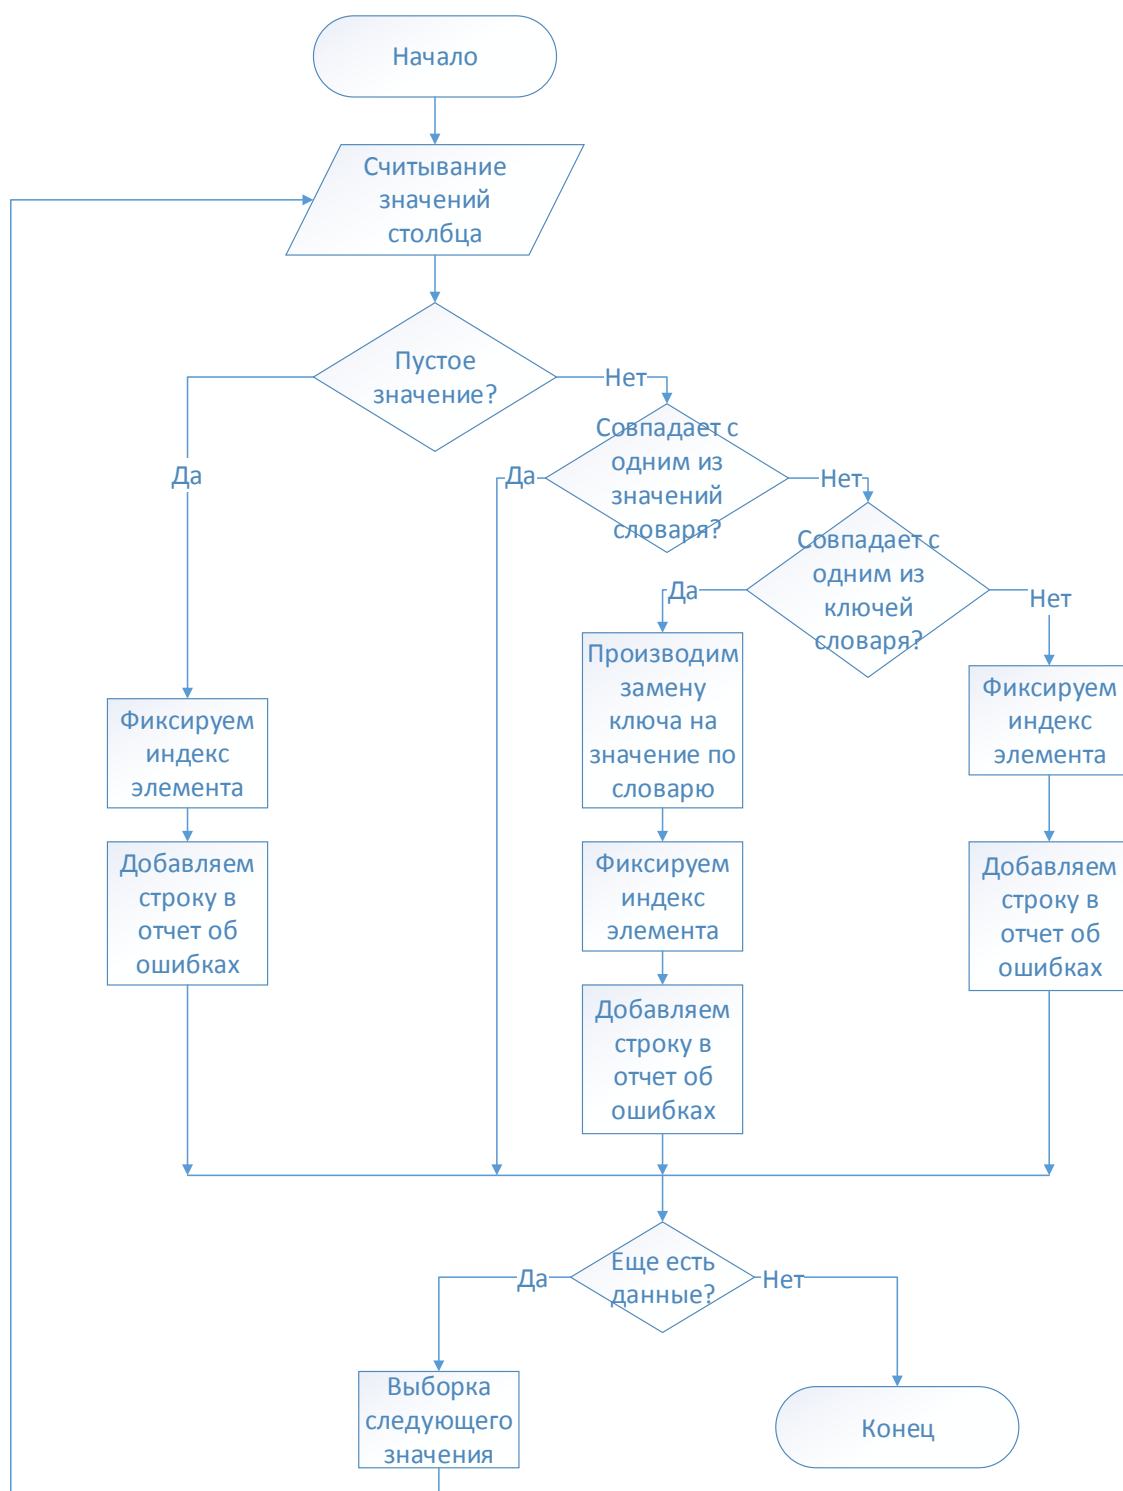 Начало
Считывание
значений
столбца
Пустое
значение?
Нет
Да
Совпадает с
одним из
значений
словаря?
Да
Нет
Совпадает с
одним из
ключей
словаря?
Да
Нет
Производим
замену
ключа на
значение по
словарю
Фиксируем
индекс
элемента
Фиксируем
индекс
элемента
Добавляем
строку в
отчет об
ошибках
Фиксируем
индекс
элемента
Добавляем
строку в
отчет об
ошибках
Добавляем
строку в
отчет об
ошибках
Еще есть
данные?
Да
Нет
Выборка
следующего
значения
Конец